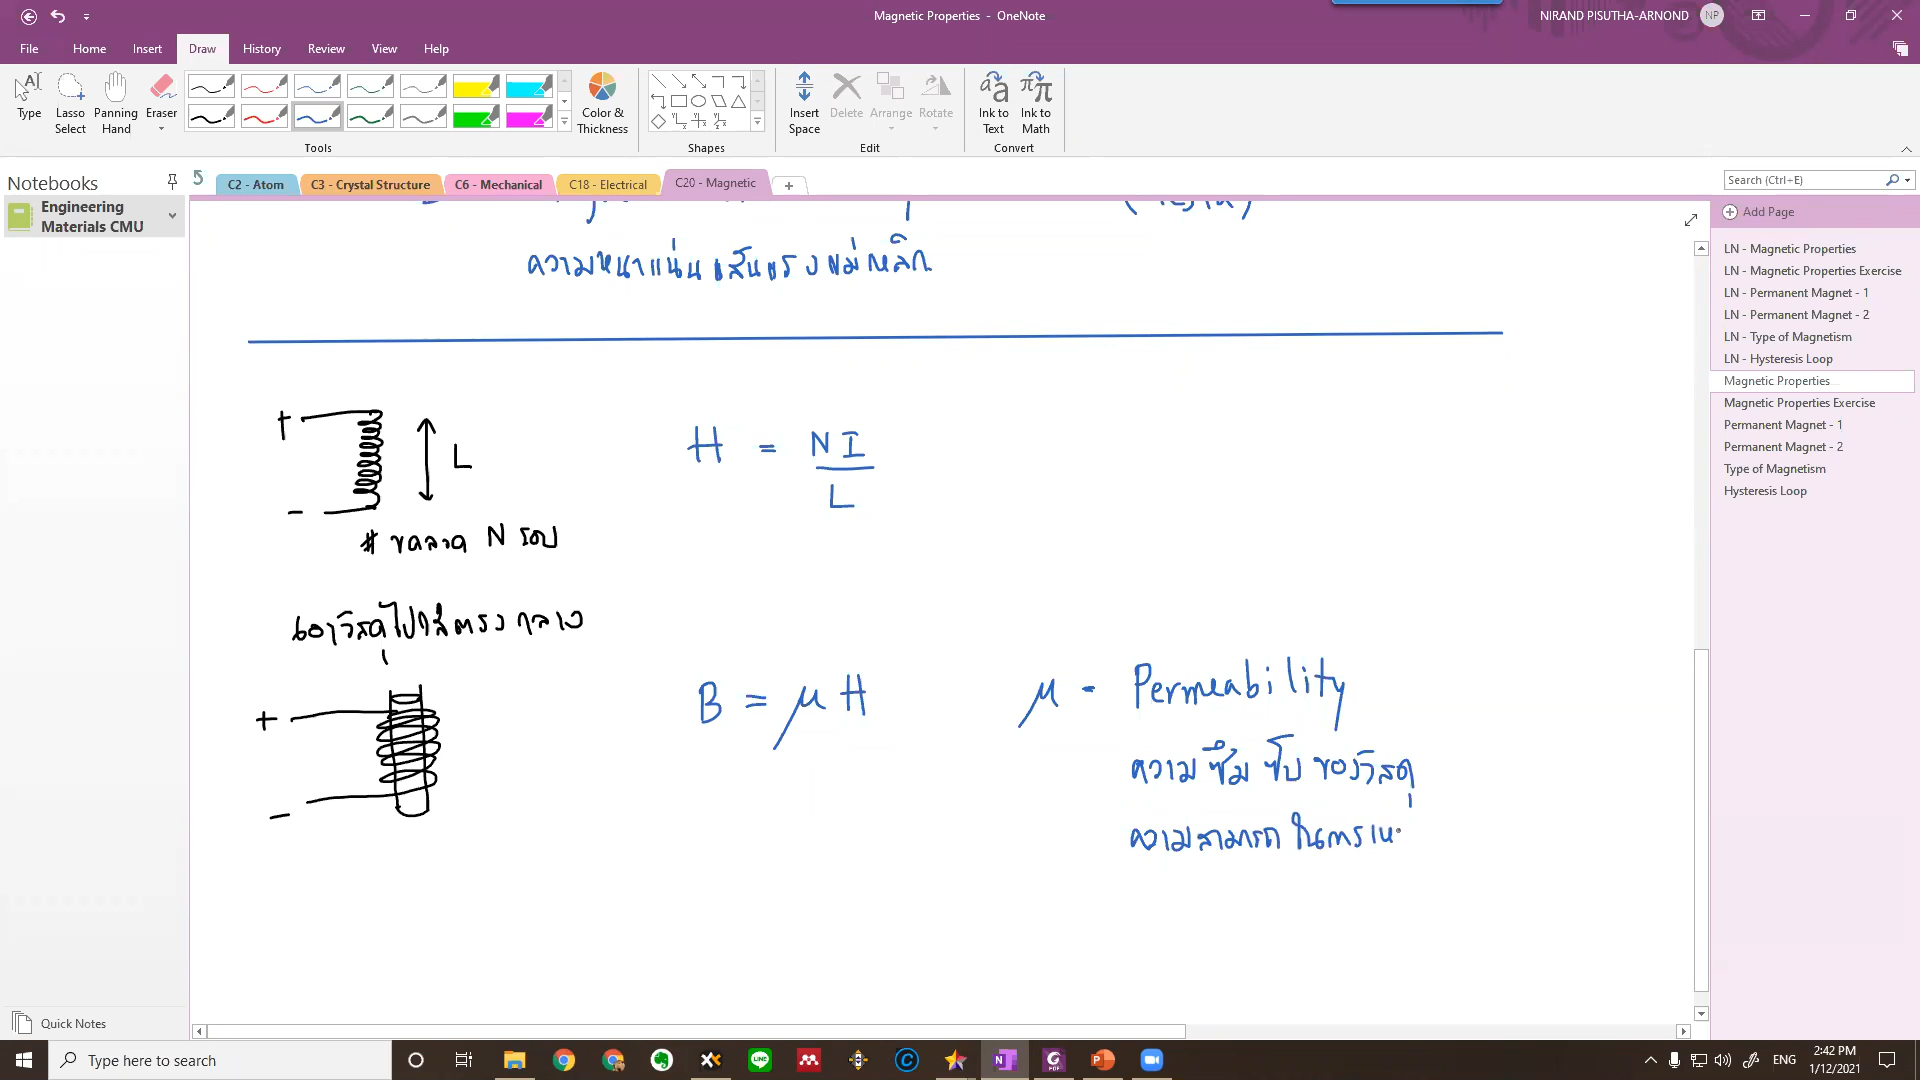 Magnetic Properties - OneNote
NIRAND PISUTHA-ARNOND NP
File Home Insert Draw History Review View Help
Type
Lasso Select
Panning Hand
Eraser
Color & Thickness
Insert Space
Delete
Arrange
Rotate
Ink to Text
Ink to Math
Tools
Shapes
Edit
Convert
Notebooks
C2 - Atom
C3 - Crystal Structure
C6 - Mechanical
C18 - Electrical
C20 - Magnetic
Search (Ctrl+E)
Engineering Materials CMU
Add Page
LN - Magnetic Properties
LN - Magnetic Properties Exercise
LN - Permanent Magnet - 1
LN - Permanent Magnet - 2
LN - Type of Magnetism
LN - Hysteresis Loop
Magnetic Properties
Magnetic Properties Exercise
Permanent Magnet - 1
Permanent Magnet - 2
Type of Magnetism
Hysteresis Loop
ความหนาแน่นเส้นแรงแม่เหล็ก
+
L
-
# ขดลวด N รอบ
H = NI
L
เอาวัสดุไปใส่ตรงกลาง
+
-
B = μH
μ - Permeability
ความซึมซับของวัสดุ
ความสามารถในการเห
Quick Notes
Type here to search
ENG
2:42 PM
1/12/2021